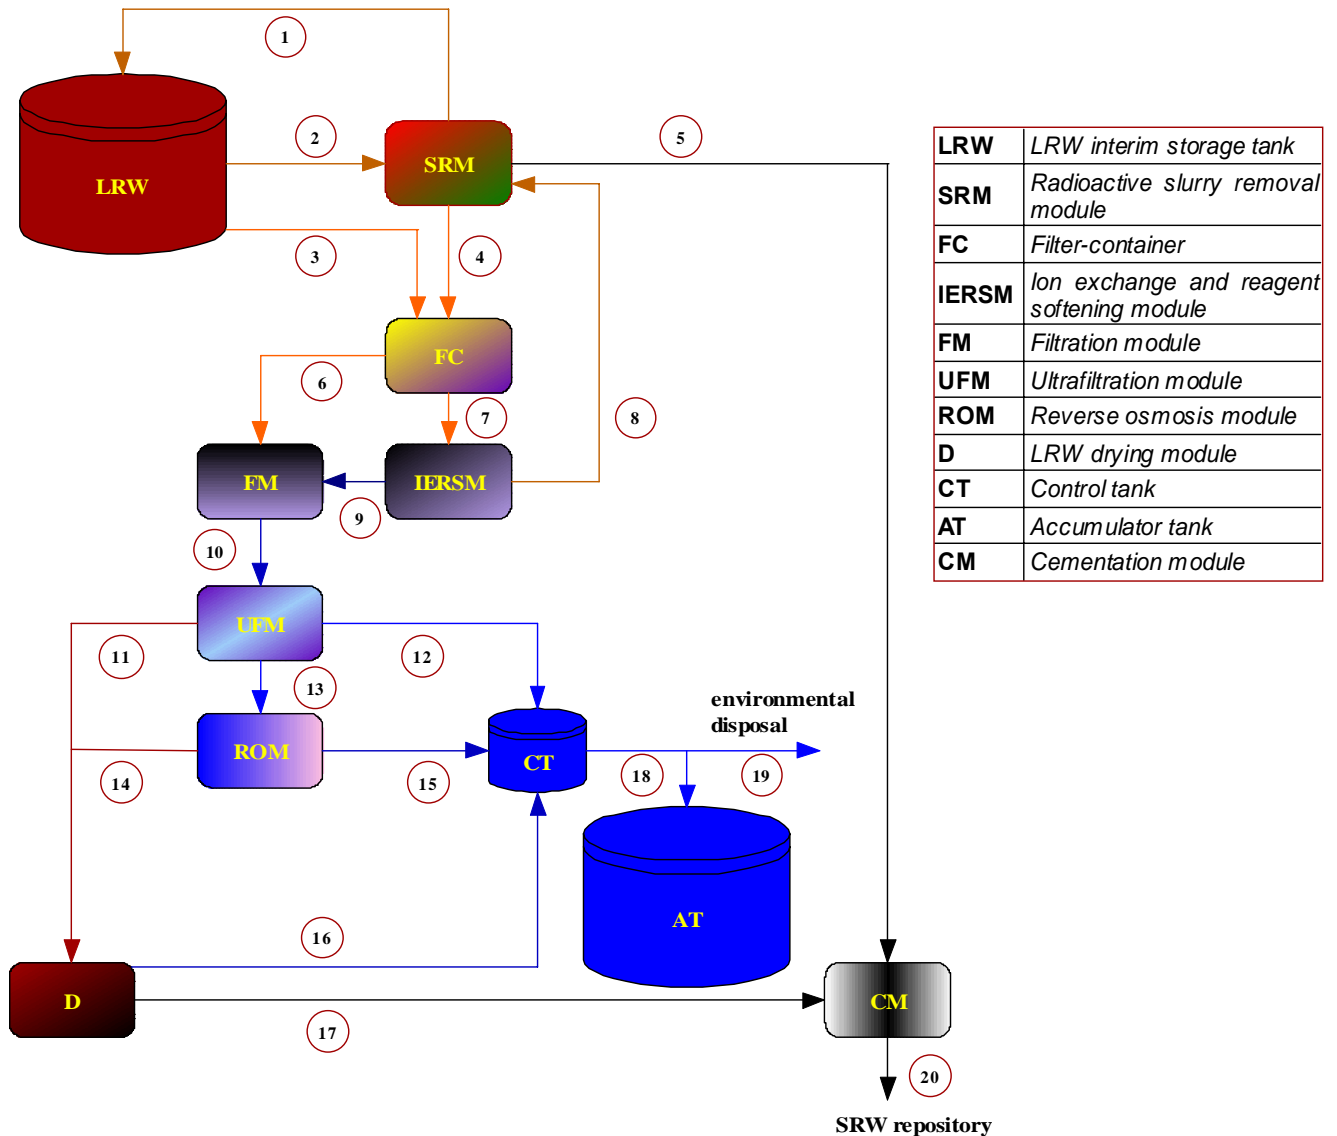 1
2
5
SRM
LRW
3
4
FC
6
7
8
FM
IERSM
9
10
UFM
11
12
13
environmental
disposal
ROM
CT
14
15
18
19
AT
16
D
CM
17
20
SRW repository
LRW LRW interim storage tank
SRM Radioactive slurry removal
module
FC Filter-container
IERSM Ion exchange and reagent
softening module
FM Filtration module
UFM Ultrafiltration module
ROM Reverse osmosis module
D LRW drying module
CT Control tank
AT Accumulator tank
CM Cementation module